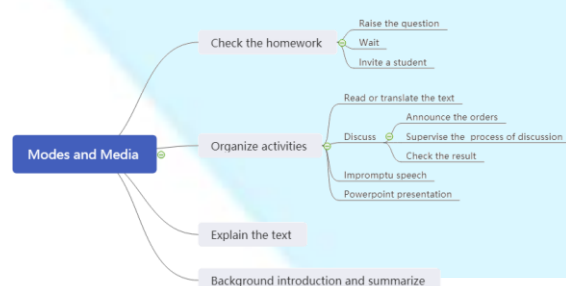 Modes and Media
Check the homework
Raise the question
Wait
Invite a student
Organize activities
Read or translate the text
Discuss
Announce the orders
Supervise the process of discussion
Check the result
Impromptu speech
Powerpoint presentation
Explain the text
Background introduction and summarize